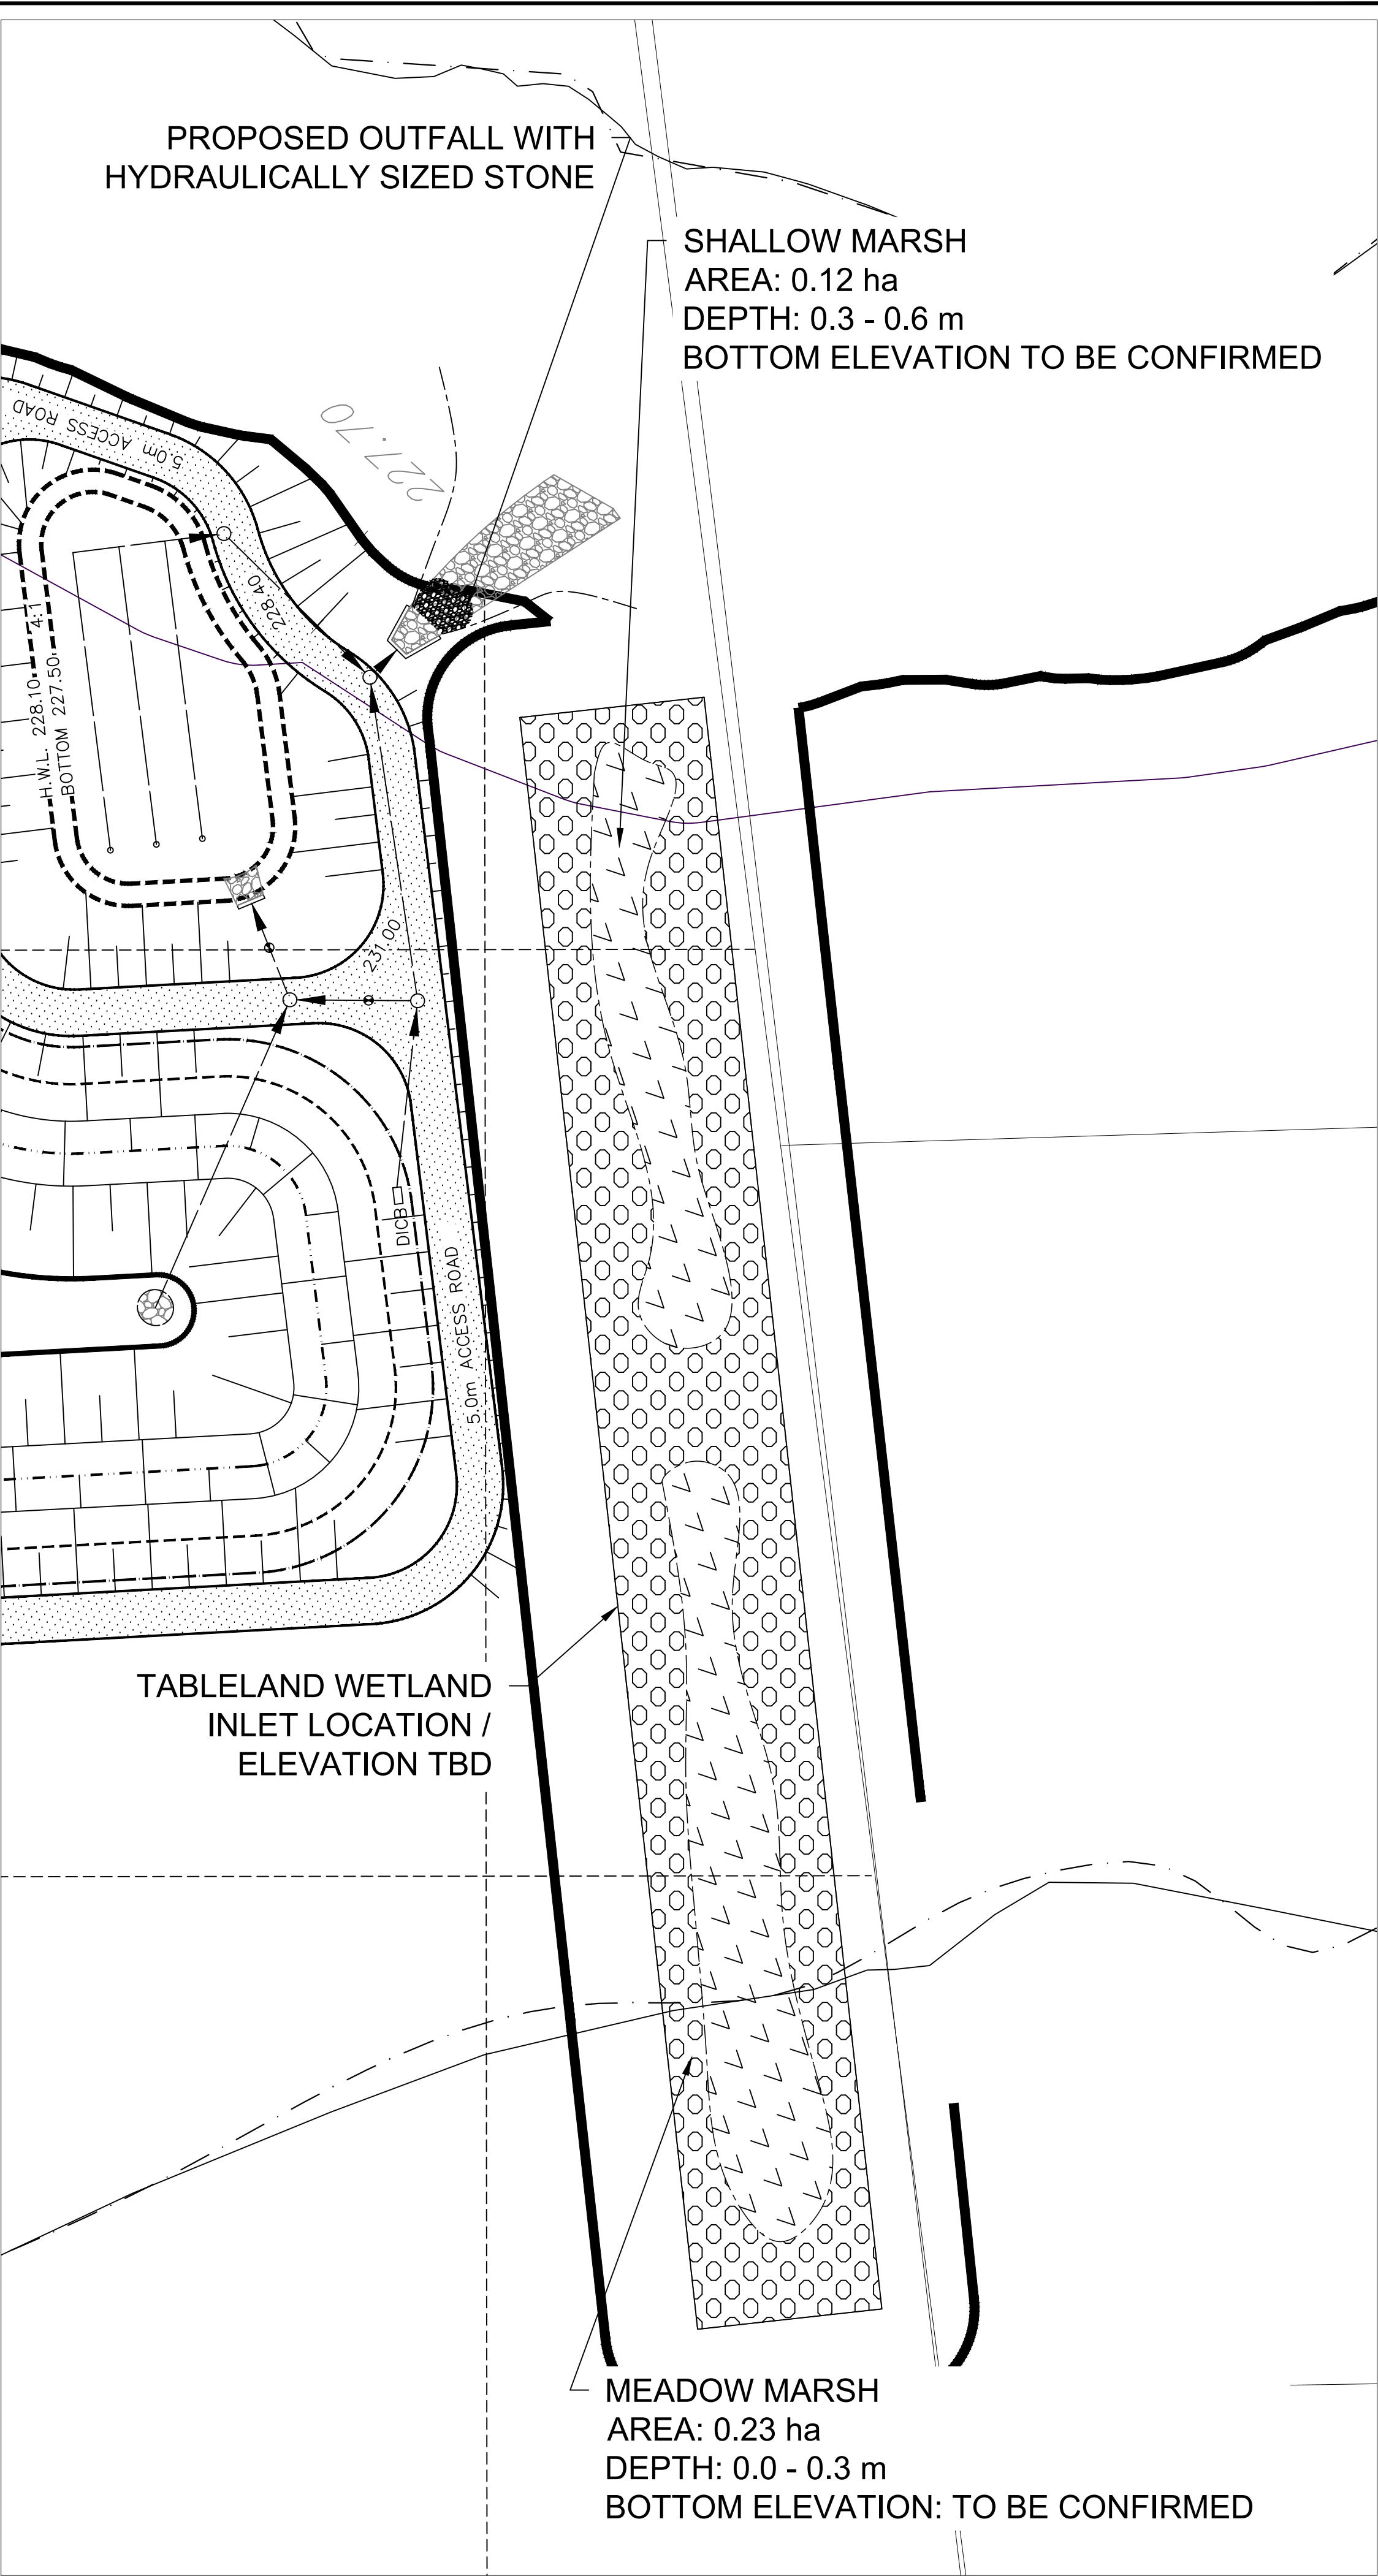 PROPOSED OUTFALL WITH
HYDRAULICALLY SIZED STONE
SHALLOW MARSH
AREA: 0.12 ha
DEPTH: 0.3 - 0.6 m
BOTTOM ELEVATION TO BE CONFIRMED
5.0m ACCESS ROAD
227.70
228.40
H.W.L. 228.10
4:1
BOTTOM 227.50
231.00
DICB
5.0m ACCESS ROAD
TABLELAND WETLAND
INLET LOCATION /
ELEVATION TBD
MEADOW MARSH
AREA: 0.23 ha
DEPTH: 0.0 - 0.3 m
BOTTOM ELEVATION: TO BE CONFIRMED